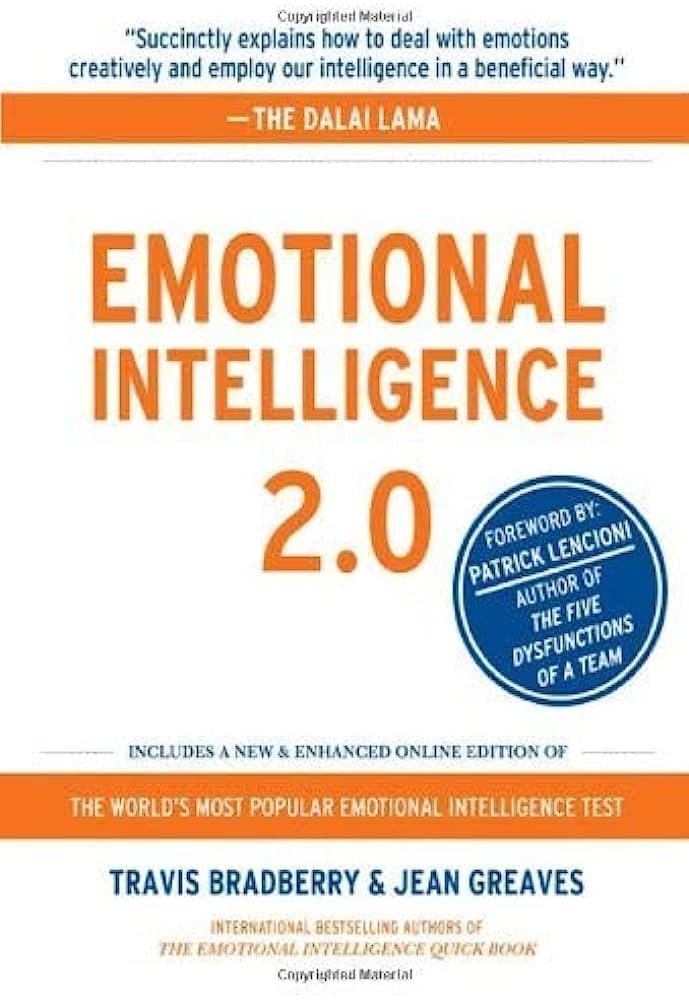 Copyrighted Material
"Succinctly explains how to deal with emotions
creatively and employ our intelligence in a beneficial way."
—THE DALAI LAMA
EMOTIONAL
INTELLIGENCE
2.0
FOREWORD BY:
PATRICK LENCIONI
AUTHOR OF
THE FIVE
DYSFUNCTIONS
OF A TEAM
INCLUDES A NEW & ENHANCED ONLINE EDITION OF
THE WORLD'S MOST POPULAR EMOTIONAL INTELLIGENCE TEST
TRAVIS BRADBERRY & JEAN GREAVES
INTERNATIONAL BESTSELLING AUTHORS OF
THE EMOTIONAL INTELLIGENCE QUICK BOOK
Copyrighted Material